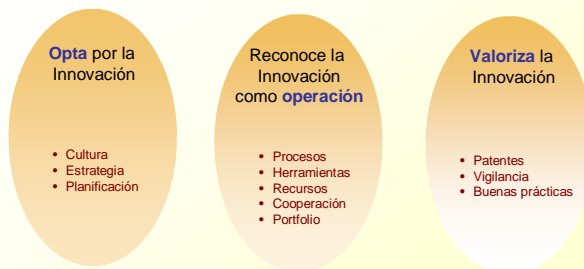 Opta por la
Innovación
• Cultura
• Estrategia
• Planificación
Reconoce la
Innovación
como operación
• Procesos
• Herramientas
• Recursos
• Cooperación
• Portfolio
Valoriza la
Innovación
• Patentes
• Vigilancia
• Buenas prácticas